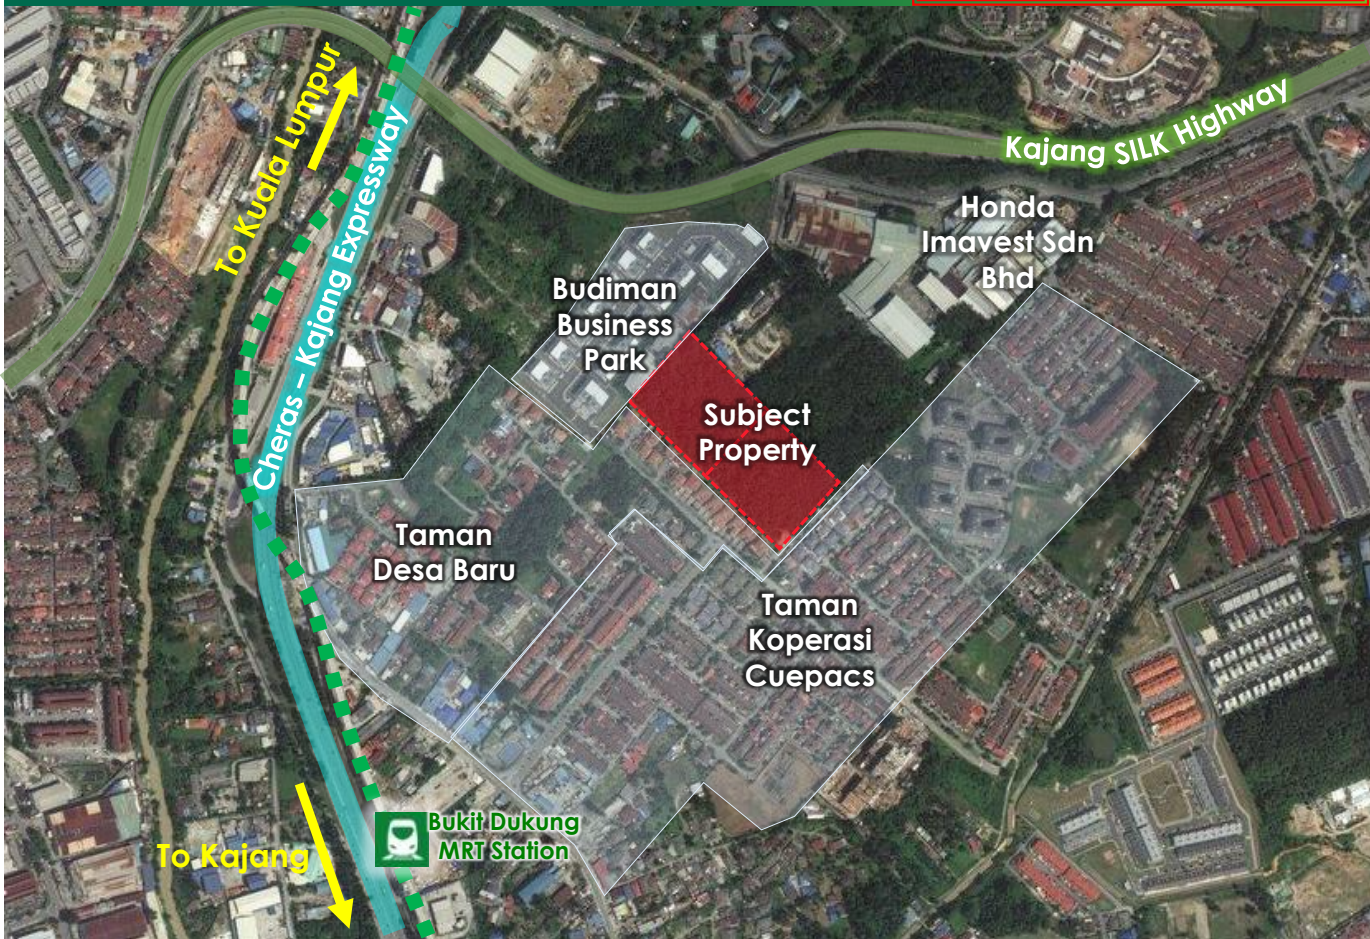 To Kuala Lumpur
Cheras – Kajang Expressway
Kajang SILK Highway
Honda
Imavest Sdn
Bhd
Budiman
Business
Park
Subject
Property
Taman
Desa Baru
Taman
Koperasi
Cuepacs
Bukit Dukung
MRT Station
To Kajang